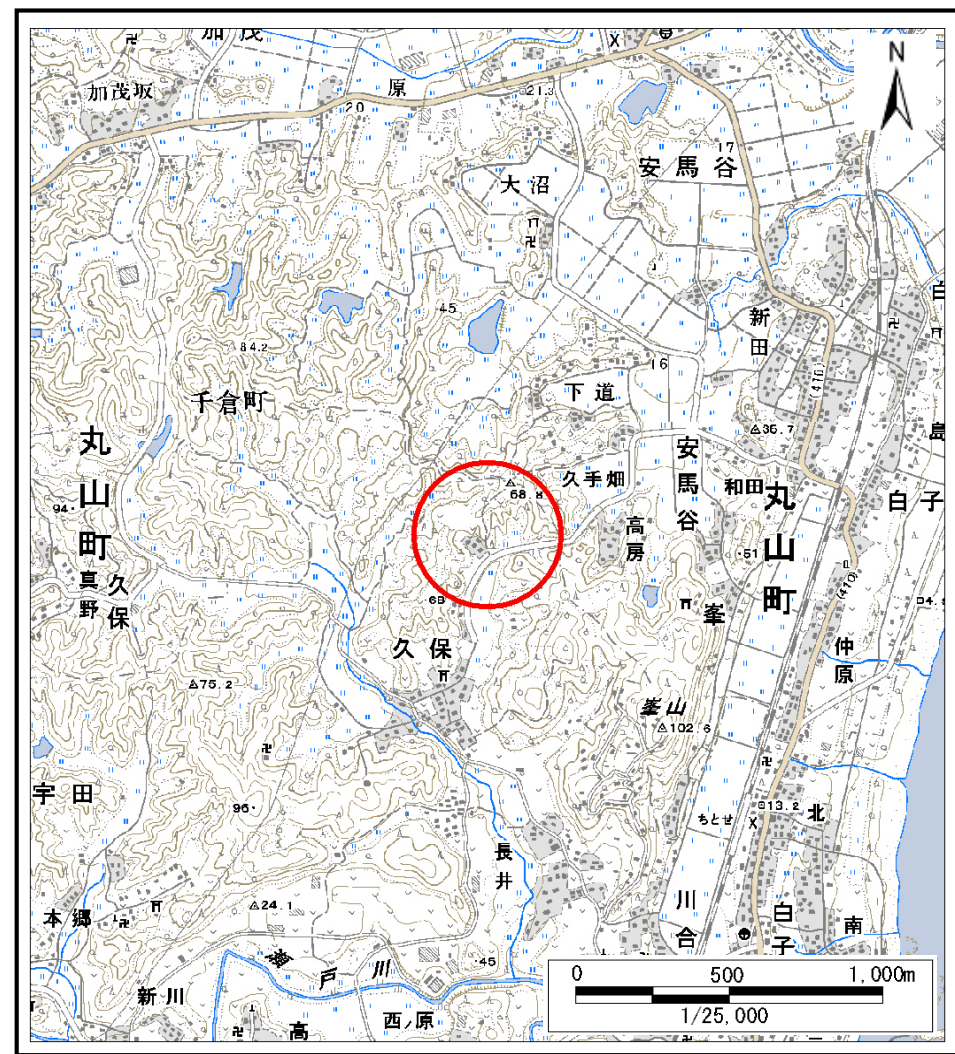 加茂
加茂坂
20
原
21.3
N
17
安馬谷
大沼
45
新田
白
16
410
84.2
下道
千倉町
35.7
島
丸山町
安馬谷
久手畑
68.8
和田
丸山町
白子
94
高房
51
真野
久保
68
峯
(410)
久保
仲原
75.2
峯山
102.6
宇田
96
13.2
北
ちとせ
長井
本郷
24.1
川合
白子
南
瀬戸川
45
新川
高
西ノ原
0 500 1,000m
1/25,000